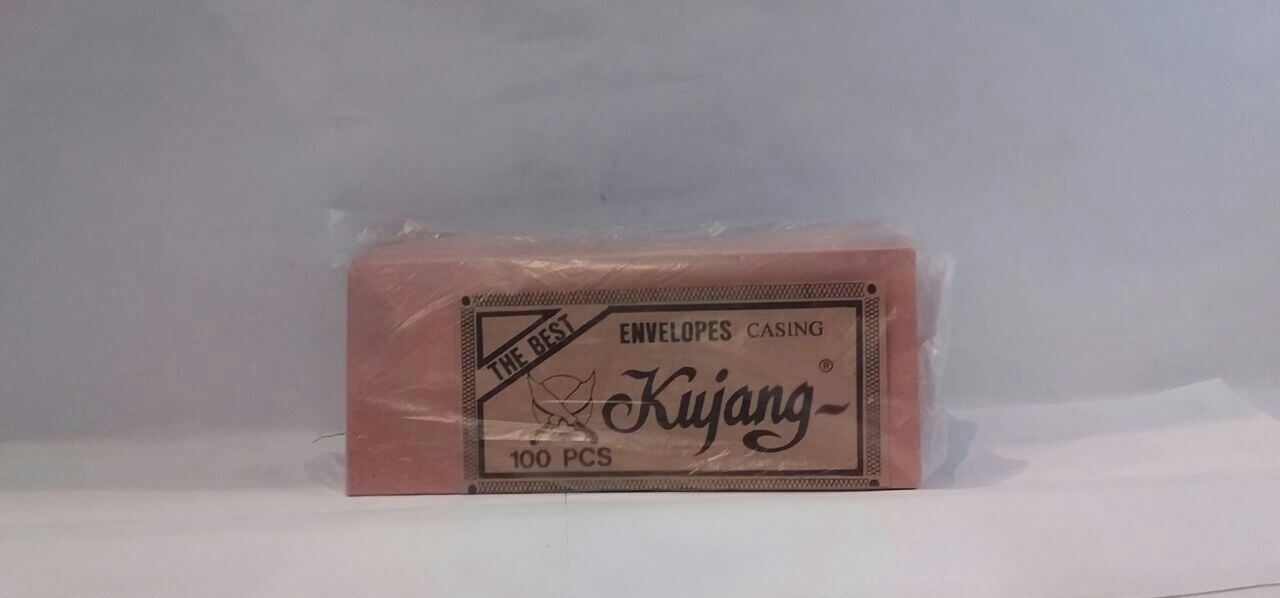 THE BEST
ENVELOPES CASING
Kujang ®
100 PCS